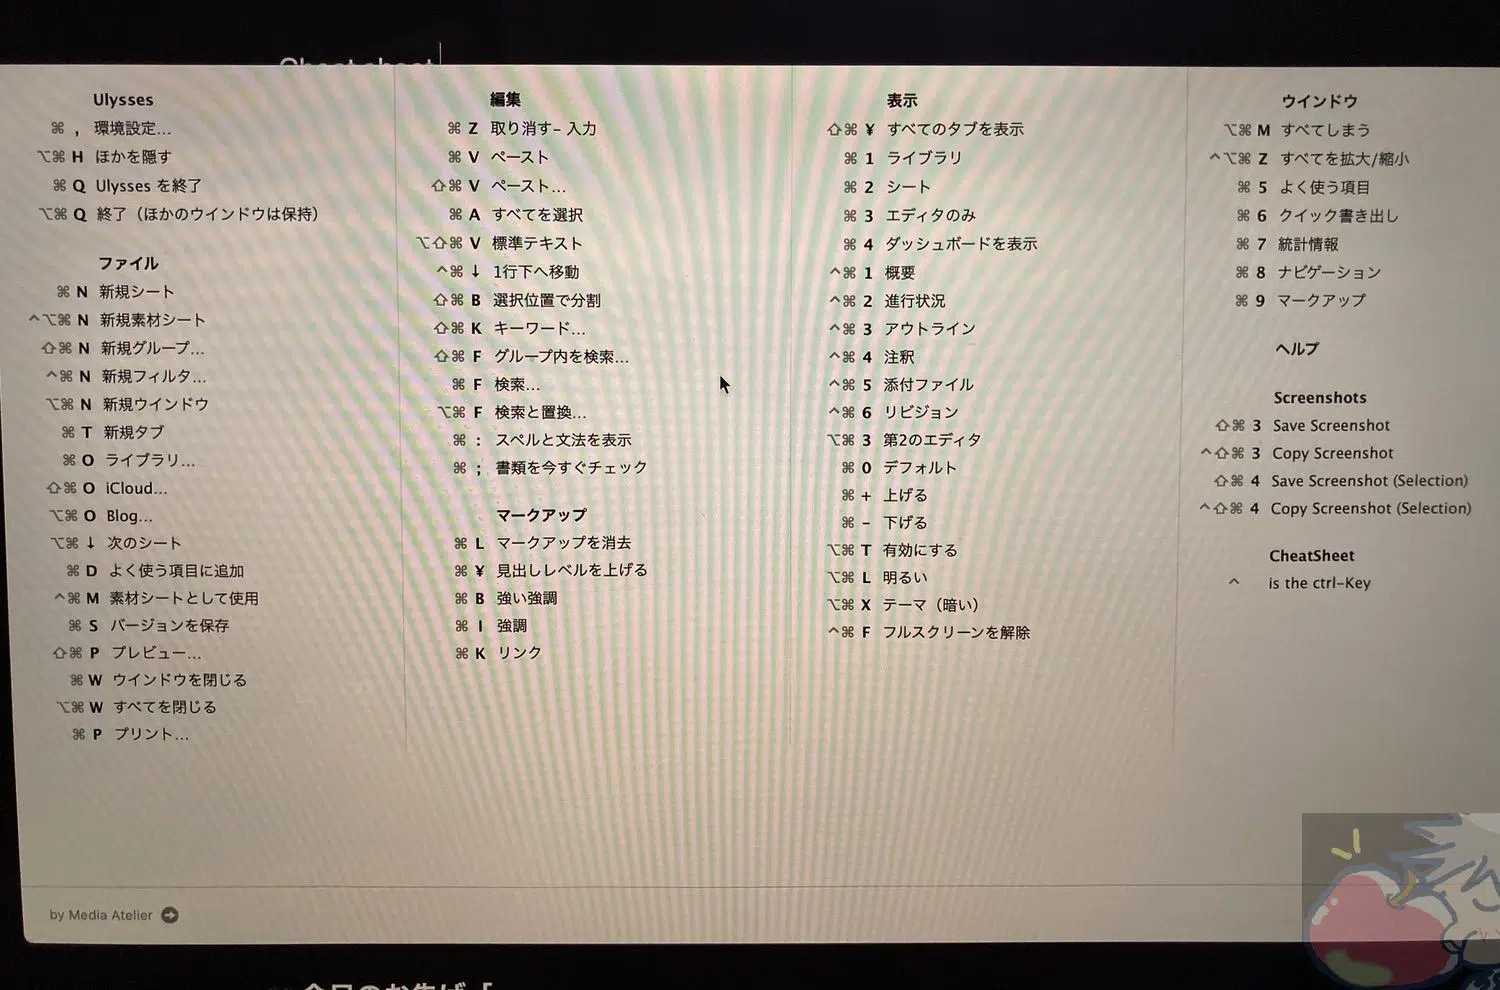 Cheat sheet
Ulysses
⌘ , 環境設定...
⌥⌘ H ほかを隠す
⌘ Q Ulysses を終了
⌥⌘ Q 終了（ほかのウインドウは保持）
ファイル
⌘ N 新規シート
^⌥⌘ N 新規素材シート
⇧⌘ N 新規グループ...
^⌘ N 新規フィルタ...
⌥⌘ N 新規ウインドウ
⌘ T 新規タブ
⌘ O ライブラリ...
⇧⌘ O iCloud...
⌥⌘ O Blog...
⌥⌘ ↓ 次のシート
⌘ D よく使う項目に追加
^⌘ M 素材シートとして使用
⌘ S バージョンを保存
⇧⌘ P プレビュー...
⌘ W ウインドウを閉じる
⌥⌘ W すべてを閉じる
⌘ P プリント...
編集
⌘ Z 取り消す– 入力
⌘ V ペースト
⇧⌘ V ペースト...
⌘ A すべてを選択
⌥⇧⌘ V 標準テキスト
^⌘ ↓ 1行下へ移動
⇧⌘ B 選択位置で分割
⇧⌘ K キーワード...
⇧⌘ F グループ内を検索...
⌘ F 検索...
⌥⌘ F 検索と置換...
⌘ : スペルと文法を表示
⌘ ; 書類を今すぐチェック
マークアップ
⌘ L マークアップを消去
⌘ ¥ 見出しレベルを上げる
⌘ B 強い強調
⌘ I 強調
⌘ K リンク
表示
⇧⌘ ¥ すべてのタブを表示
⌘ 1 ライブラリ
⌘ 2 シート
⌘ 3 エディタのみ
⌘ 4 ダッシュボードを表示
^⌘ 1 概要
^⌘ 2 進行状況
^⌘ 3 アウトライン
^⌘ 4 注釈
^⌘ 5 添付ファイル
^⌘ 6 リビジョン
⌥⌘ 3 第2のエディタ
⌘ 0 デフォルト
⌘ + 上げる
⌘ – 下げる
⌥⌘ T 有効にする
⌥⌘ L 明るい
⌥⌘ X テーマ（暗い）
^⌘ F フルスクリーンを解除
ウインドウ
⌥⌘ M すべてしまう
^⌥⌘ Z すべてを拡大/縮小
⌘ 5 よく使う項目
⌘ 6 クイック書き出し
⌘ 7 統計情報
⌘ 8 ナビゲーション
⌘ 9 マークアップ
ヘルプ
Screenshots
⇧⌘ 3 Save Screenshot
^⇧⌘ 3 Copy Screenshot
⇧⌘ 4 Save Screenshot (Selection)
^⇧⌘ 4 Copy Screenshot (Selection)
CheatSheet
^ is the ctrl-Key
by Media Atelier